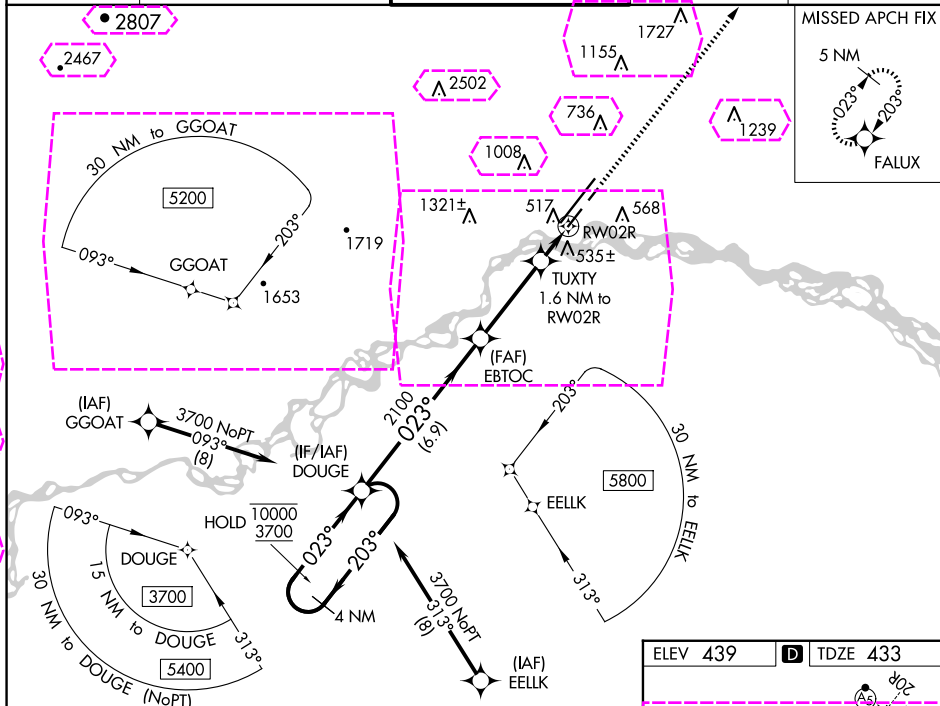 2807
2467
1727
1155
2502
736
1008
1239
MISSED APCH FIX
5 NM
023°
203°
FALUX
30 NM to GGOAT
5200
203°
093°
GGOAT
1719
1653
1321±
517
568
RW02R
535±
TUXTY
1.6 NM to
RW02R
(FAF)
EBTOC
2100
023°
(6.9)
(IAF)
GGOAT
3700 NoPT
093°
(8)
(IF/IAF)
DOUGE
HOLD
10000
3700
023°
203°
4 NM
203°
30 NM to EELLK
5800
EELLK
313°
093°
DOUGE
3700
15 NM to DOUGE
313°
5400
30 NM to DOUGE (NoPT)
3700 NoPT
313°
(8)
(IAF)
EELLK
ELEV 439
D
TDZE 433
20R
A5